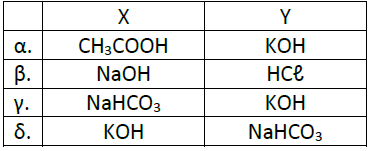 X Y
α. CH₃COOH KOH
β. NaOH HCℓ
γ. NaHCO₃ KOH
δ. KOH NaHCO₃